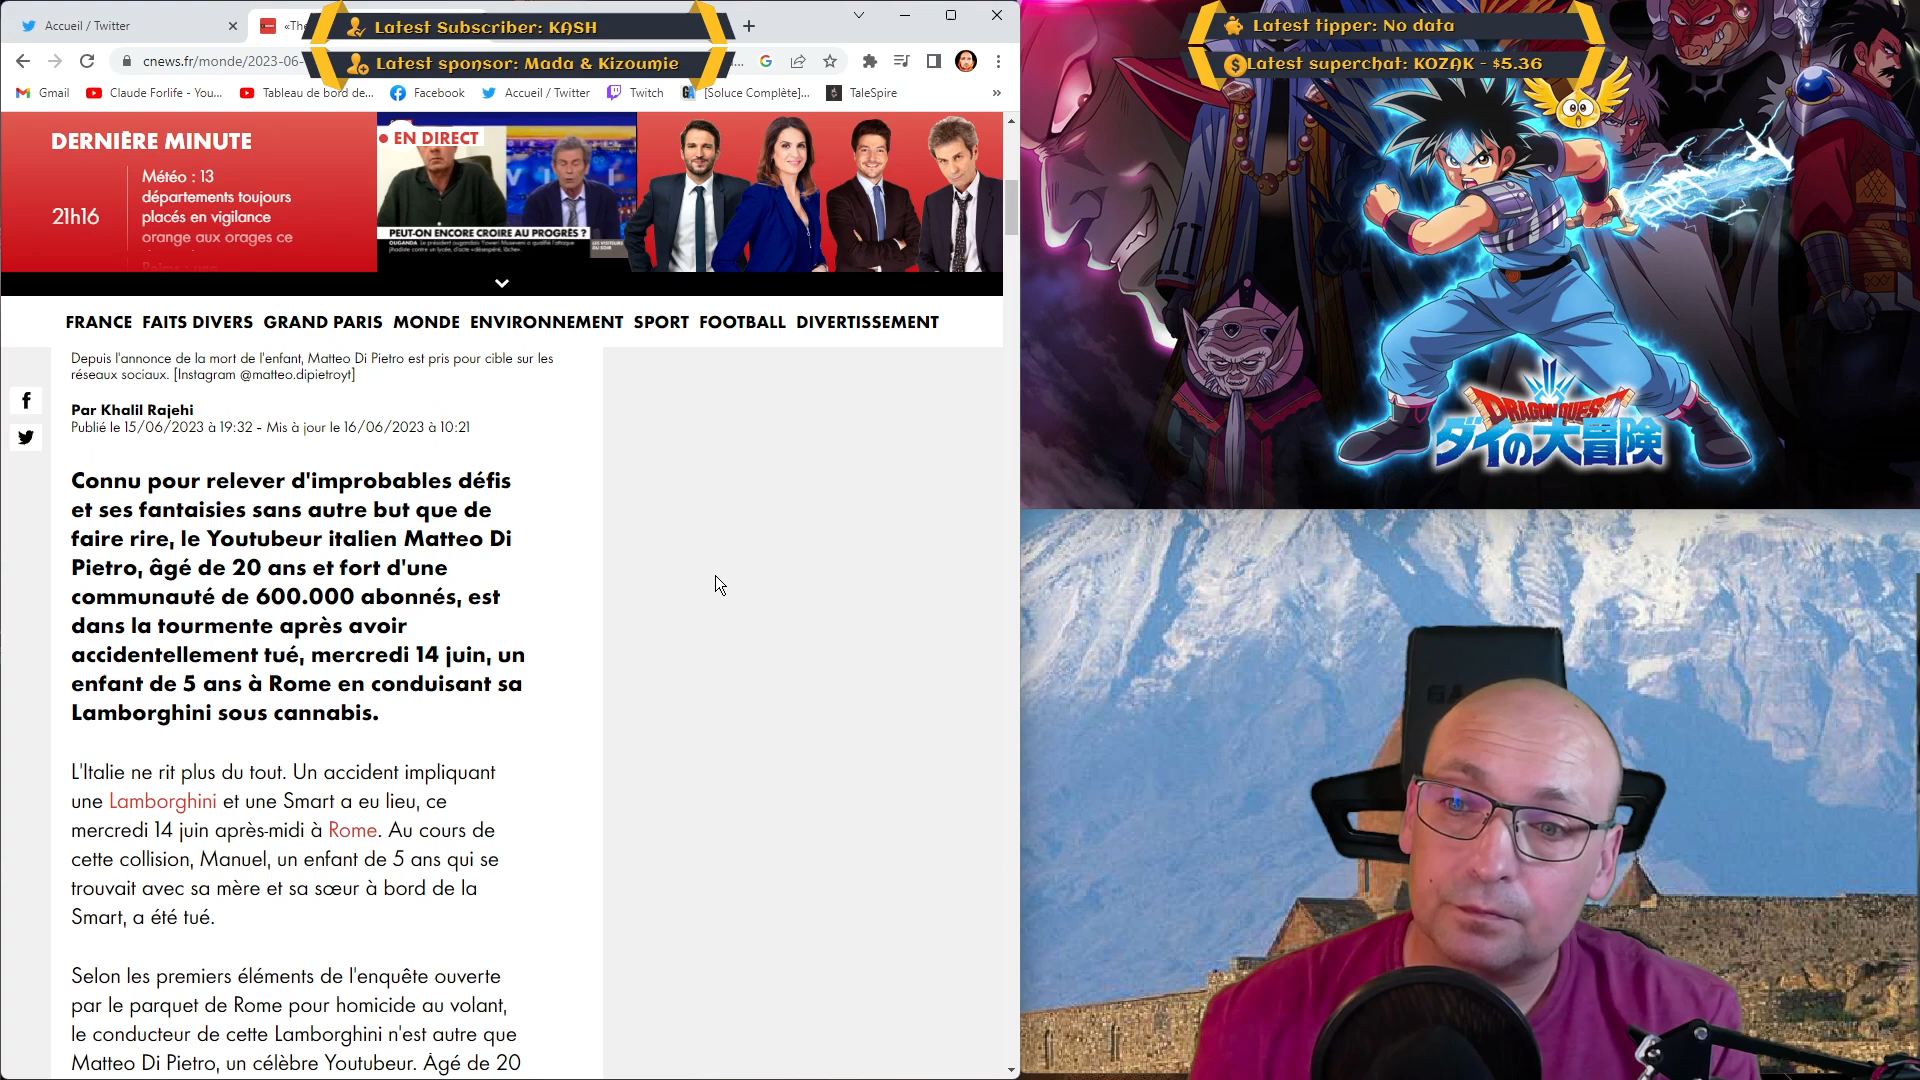 Accueil / Twitter
«The
Latest Subscriber: KASH
Latest sponsor: Mada & Kizoumie
cnews.fr/monde/2023-06-
...
Gmail
Claude Forlife - You...
Tableau de bord de...
Facebook
Accueil / Twitter
Twitch
[Soluce Complète]...
TaleSpire
»
DERNIÈRE MINUTE
21h16
Météo : 13
départements toujours
placés en vigilance
orange aux orages ce
EN DIRECT
PEUT-ON ENCORE CROIRE AU PROGRÈS ?
FRANCE FAITS DIVERS GRAND PARIS MONDE ENVIRONNEMENT SPORT FOOTBALL DIVERTISSEMENT
Depuis l'annonce de la mort de l'enfant, Matteo Di Pietro est pris pour cible sur les
réseaux sociaux. [Instagram @matteo.dipietroyt]
Par Khalil Rajehi
Publié le 15/06/2023 à 19:32 - Mis à jour le 16/06/2023 à 10:21
Connu pour relever d'improbables défis
et ses fantaisies sans autre but que de
faire rire, le Youtubeur italien Matteo Di
Pietro, âgé de 20 ans et fort d'une
communauté de 600.000 abonnés, est
dans la tourmente après avoir
accidentellement tué, mercredi 14 juin, un
enfant de 5 ans à Rome en conduisant sa
Lamborghini sous cannabis.
L'Italie ne rit plus du tout. Un accident impliquant
une Lamborghini et une Smart a eu lieu, ce
mercredi 14 juin après-midi à Rome. Au cours de
cette collision, Manuel, un enfant de 5 ans qui se
trouvait avec sa mère et sa sœur à bord de la
Smart, a été tué.
Selon les premiers éléments de l'enquête ouverte
par le parquet de Rome pour homicide au volant,
le conducteur de cette Lamborghini n'est autre que
Matteo Di Pietro, un célèbre Youtubeur. Âgé de 20
Latest tipper: No data
Latest superchat: KOZAK - $5.36
DRAGON QUEST
ダイの大冒険